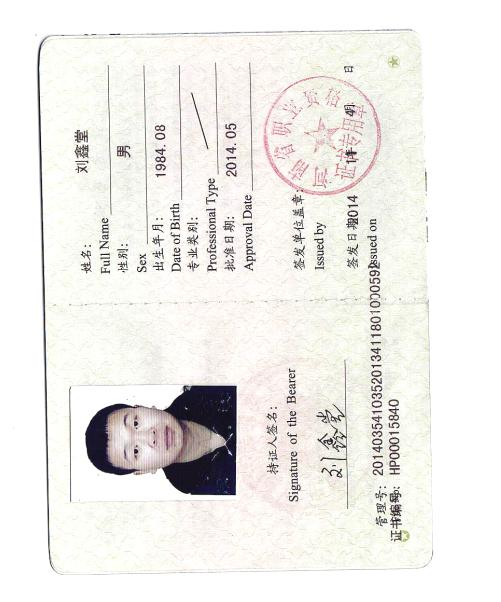 姓名：
刘鑫堂
Full Name
性别：
男
Sex
出生年月：
1984.08
Date of Birth
专业类别：
Professional Type
批准日期：
2014.05
Approval Date
签发单位盖章：
Issued by
河南省职业资格
证书专用章
签发日期
2014
日
Issued on
持证人签名：
Signature of the Bearer
刘鑫堂
管理号：
2014035410352013411801000592
证书编号：
HP00015840